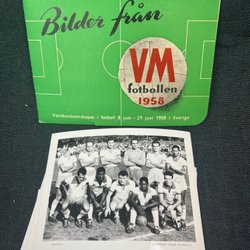 Bilder från
VM
fotbollen
1958
Världsmästerskapet i fotboll 8 juni - 29 juni 1958 i Sverige